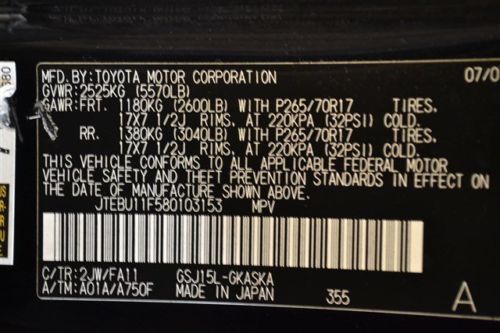 MFD.BY:TOYOTA MOTOR CORPORATION 07/0
GVWR:2525KG (5570LB)
GAWR:FRT. 1180KG (2600LB) WITH P265/70R17 TIRES.
17X7 1/2J RIMS. AT 220KPA (32PSI) COLD.
RR. 1380KG (3040LB) WITH P265/70R17 TIRES.
17X7 1/2J RIMS. AT 220KPA (32PSI) COLD.
THIS VEHICLE CONFORMS TO ALL APPLICABLE FEDERAL MOTOR
VEHICLE SAFETY AND THEFT PREVENTION STANDARDS IN EFFECT ON
THE DATE OF MANUFACTURE SHOWN ABOVE.
JTEBU11F580103153 MPV
C/TR:2JW/FA11 GSJ15L-GKASKA
A/TM:A01A/A750F MADE IN JAPAN 355 A